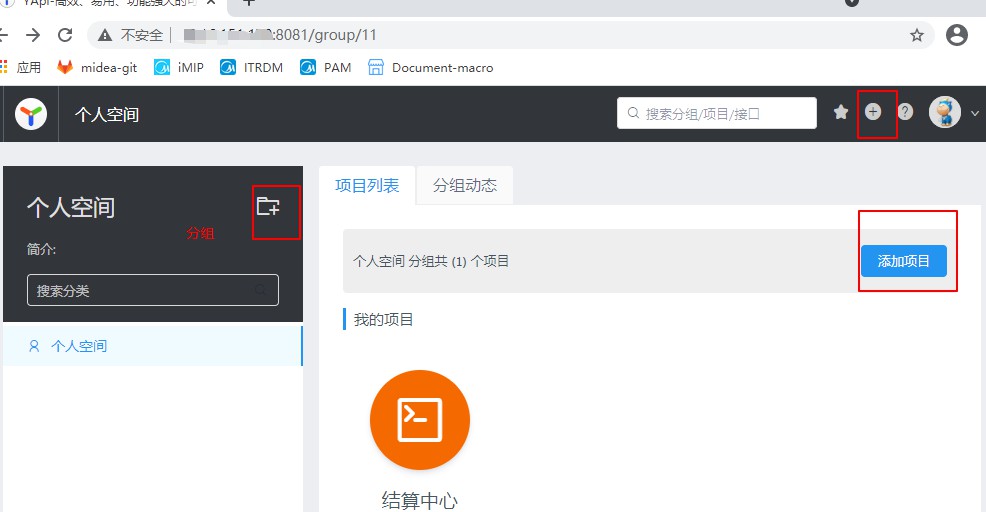 YApi-高效、易用、功能强大的可
不安全
:8081/group/11
应用 midea-git iMIP ITRDM PAM Document-macro
个人空间 搜索分组/项目/接口
个人空间
分组
简介:
搜索分类
个人空间
项目列表 分组动态
个人空间 分组共 (1) 个项目 添加项目
我的项目
结算中心